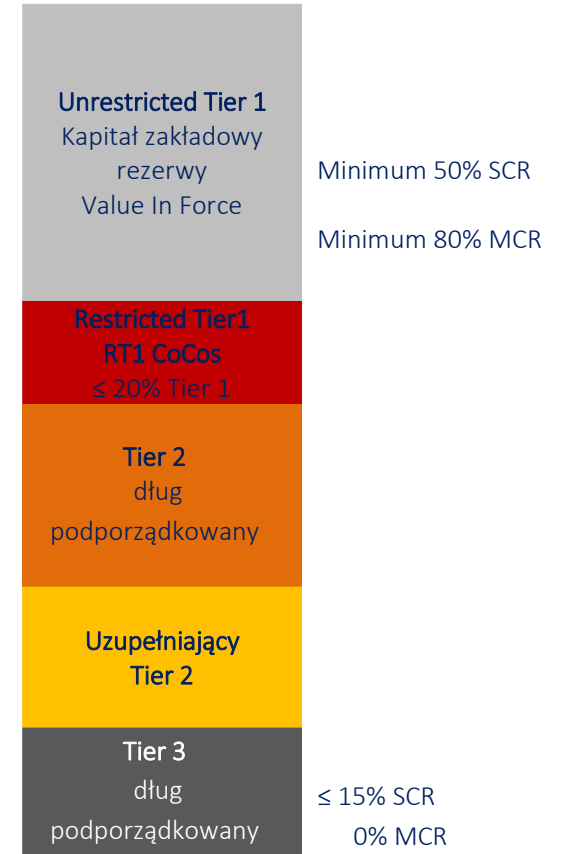 Unrestricted Tier 1
Kapitał zakładowy
rezerwy
Value In Force
Minimum 50% SCR
Minimum 80% MCR
Restricted Tier1
RT1 CoCos
≤ 20% Tier 1
Tier 2
dług
podporządkowany
Uzupełniający
Tier 2
Tier 3
dług
podporządkowany
≤ 15% SCR
0% MCR